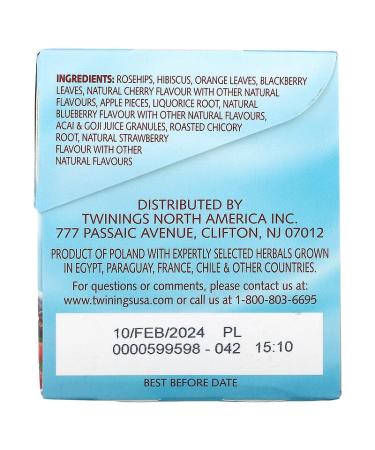 INGREDIENTS: ROSEHIPS, HIBISCUS, ORANGE LEAVES, BLACKBERRY
LEAVES, NATURAL CHERRY FLAVOUR WITH OTHER NATURAL
FLAVOURS, APPLE PIECES, LIQUORICE ROOT, NATURAL
BLUEBERRY FLAVOUR WITH OTHER NATURAL FLAVOURS,
ACAI & GOJI JUICE GRANULES, ROASTED CHICORY
ROOT, NATURAL STRAWBERRY
FLAVOUR WITH OTHER
NATURAL FLAVOURS
DISTRIBUTED BY
TWININGS NORTH AMERICA INC.
777 PASSAIC AVENUE, CLIFTON, NJ 07012
PRODUCT OF POLAND WITH EXPERTLY SELECTED HERBALS GROWN
IN EGYPT, PARAGUAY, FRANCE, CHILE & OTHER COUNTRIES.
For questions or comments, please contact us at:
www.twiningsusa.com or call us at 1-800-803-6695
10/FEB/2024 PL
0000599598 - 042 15:10
BEST BEFORE DATE